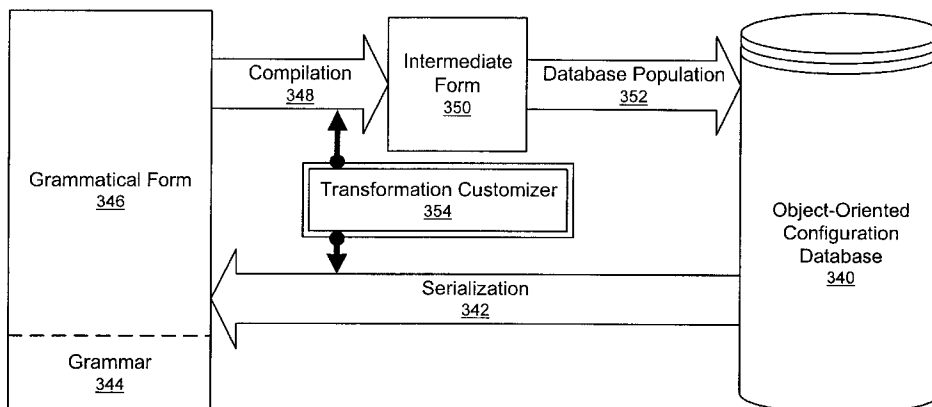 Compilation
348
Intermediate
Form
350
Database Population
352
Grammatical Form
346
Transformation Customizer
354
Object-Oriented
Configuration
Database
340
Serialization
342
Grammar
344